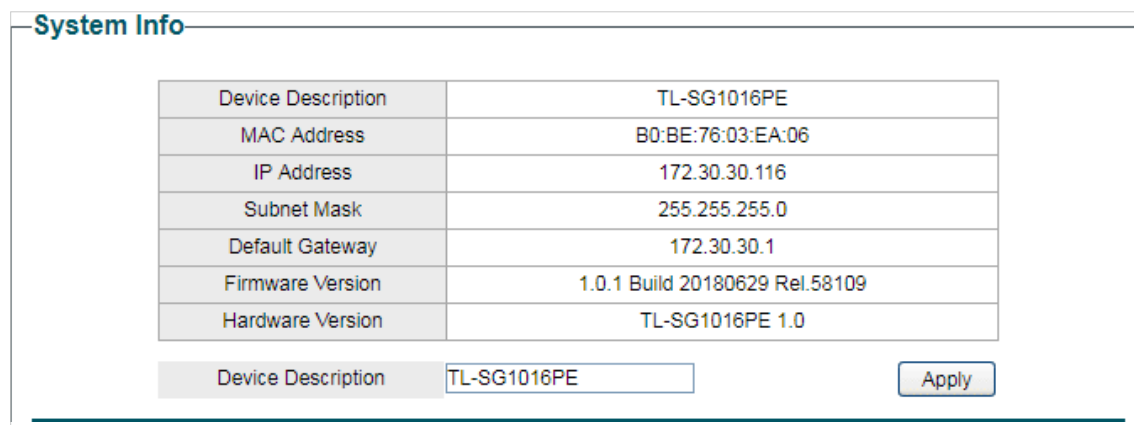 System Info
Device Description TL-SG1016PE
MAC Address B0:BE:76:03:EA:06
IP Address 172.30.30.116
Subnet Mask 255.255.255.0
Default Gateway 172.30.30.1
Firmware Version 1.0.1 Build 20180629 Rel.58109
Hardware Version TL-SG1016PE 1.0
Device Description TL-SG1016PE Apply